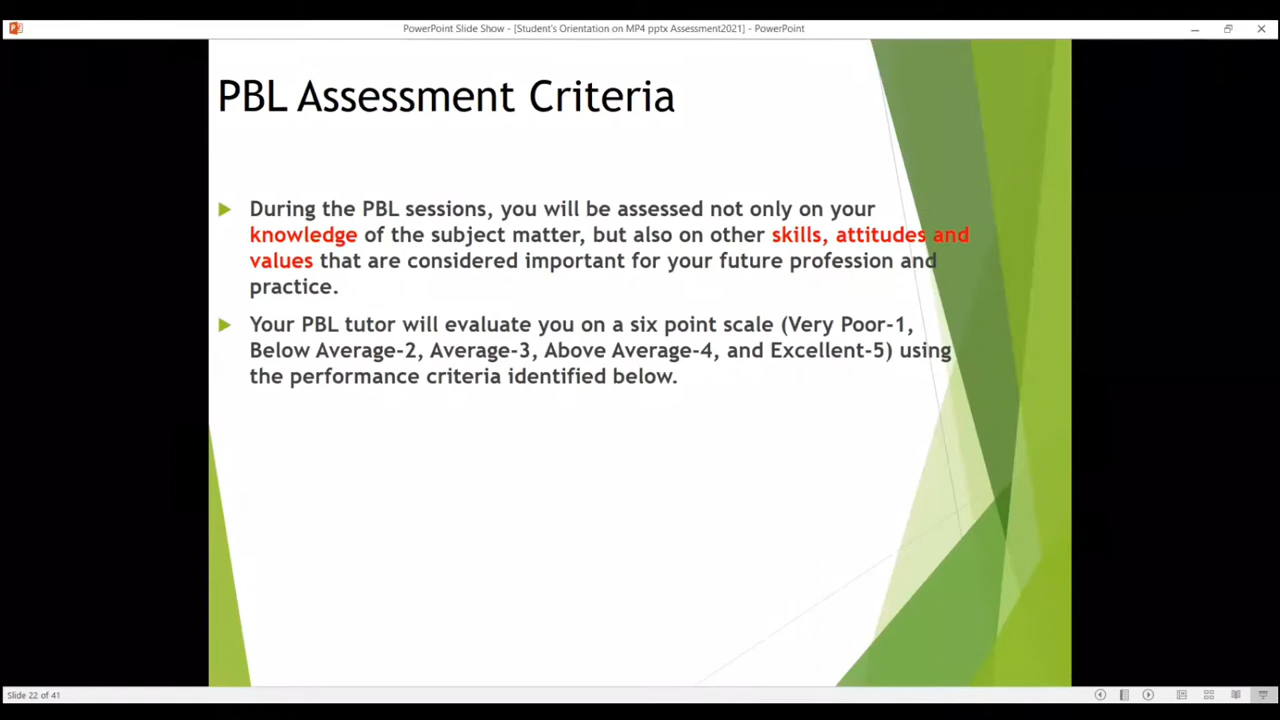 PowerPoint Slide Show - [Student's Orientation on MP4 pptx Assessment2021] - PowerPoint
PBL Assessment Criteria
During the PBL sessions, you will be assessed not only on your
knowledge of the subject matter, but also on other skills, attitudes and
values that are considered important for your future profession and
practice.
Your PBL tutor will evaluate you on a six point scale (Very Poor-1,
Below Average-2, Average-3, Above Average-4, and Excellent-5) using
the performance criteria identified below.
Slide 22 of 41